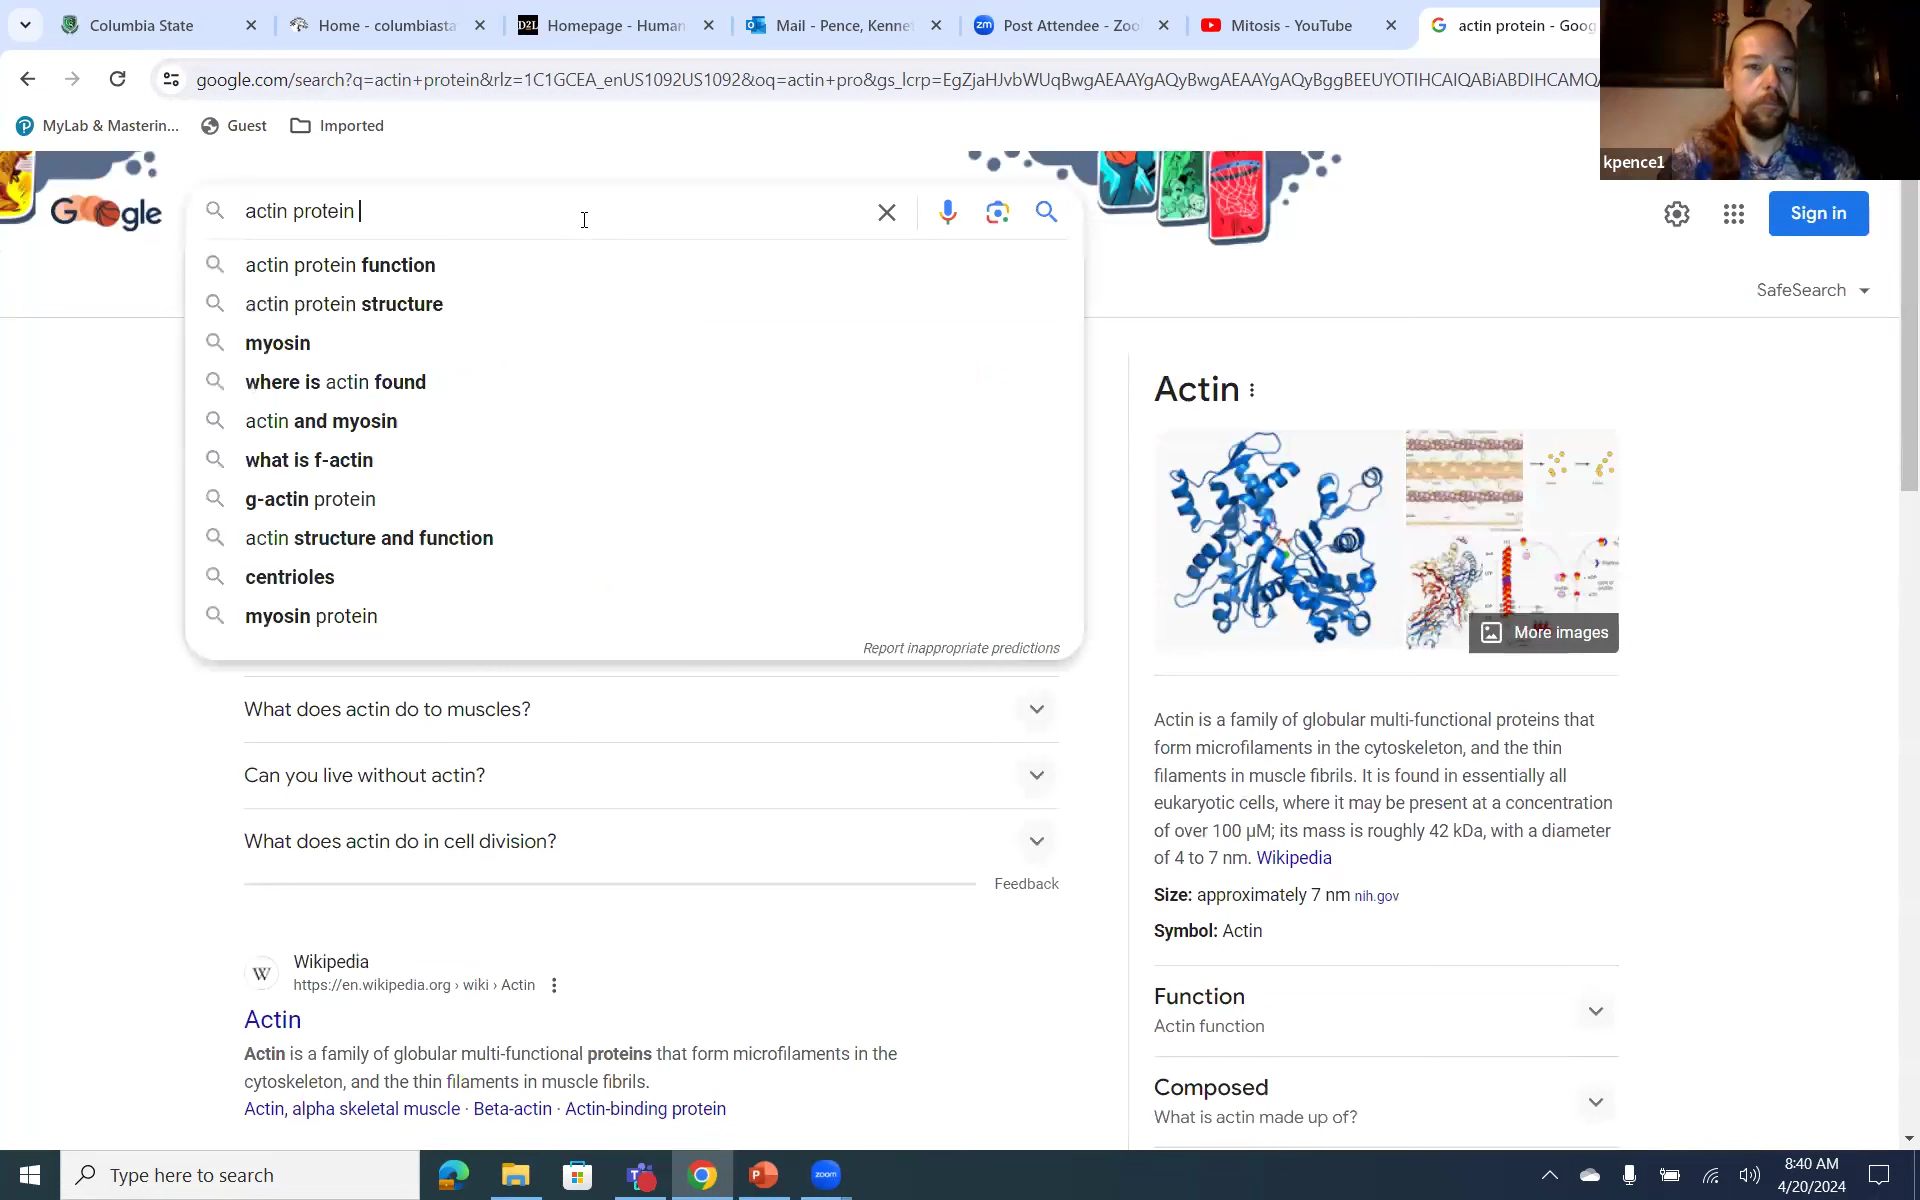 Columbia State
Home - columbiasta
D2L Homepage - Human
Mail - Pence, Kenne
zm Post Attendee - Zoo
Mitosis - YouTube
actin protein - Goog
google.com/search?q=actin+protein&rlz=1C1GCEA_enUS1092US1092&oq=actin+pro&gs_lcrp=EgZjaHJvbWUqBwgAEAAYgAQyBwgAEAAYgAQyBggBEEUYOTIHCAIQABiABDIHCAMQA
MyLab & Masterin...
Guest
Imported
kpence1
Google
actin protein
Sign in
SafeSearch
actin protein function
actin protein structure
myosin
where is actin found
actin and myosin
what is f-actin
g-actin protein
actin structure and function
centrioles
myosin protein
Report inappropriate predictions
What does actin do to muscles?
Can you live without actin?
What does actin do in cell division?
Feedback
W
Wikipedia
https://en.wikipedia.org › wiki › Actin
Actin
Actin is a family of globular multi-functional proteins that form microfilaments in the
cytoskeleton, and the thin filaments in muscle fibrils.
Actin, alpha skeletal muscle · Beta-actin · Actin-binding protein
Actin
More images
Actin is a family of globular multi-functional proteins that
form microfilaments in the cytoskeleton, and the thin
filaments in muscle fibrils. It is found in essentially all
eukaryotic cells, where it may be present at a concentration
of over 100 μM; its mass is roughly 42 kDa, with a diameter
of 4 to 7 nm. Wikipedia
Size: approximately 7 nm nih.gov
Symbol: Actin
Function
Actin function
Composed
What is actin made up of?
Type here to search
zoom
8:40 AM
4/20/2024